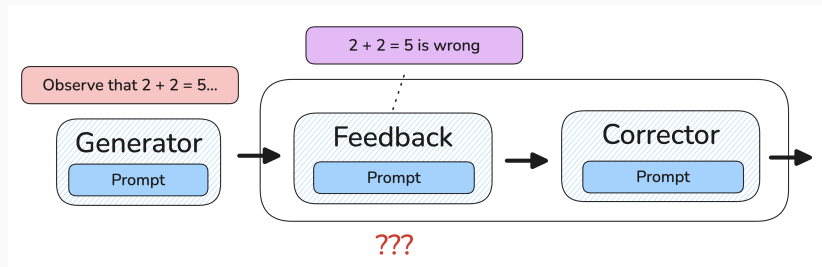 2 + 2 = 5 is wrong
Observe that 2 + 2 = 5...
Generator
Prompt
Feedback
Prompt
Corrector
Prompt
???